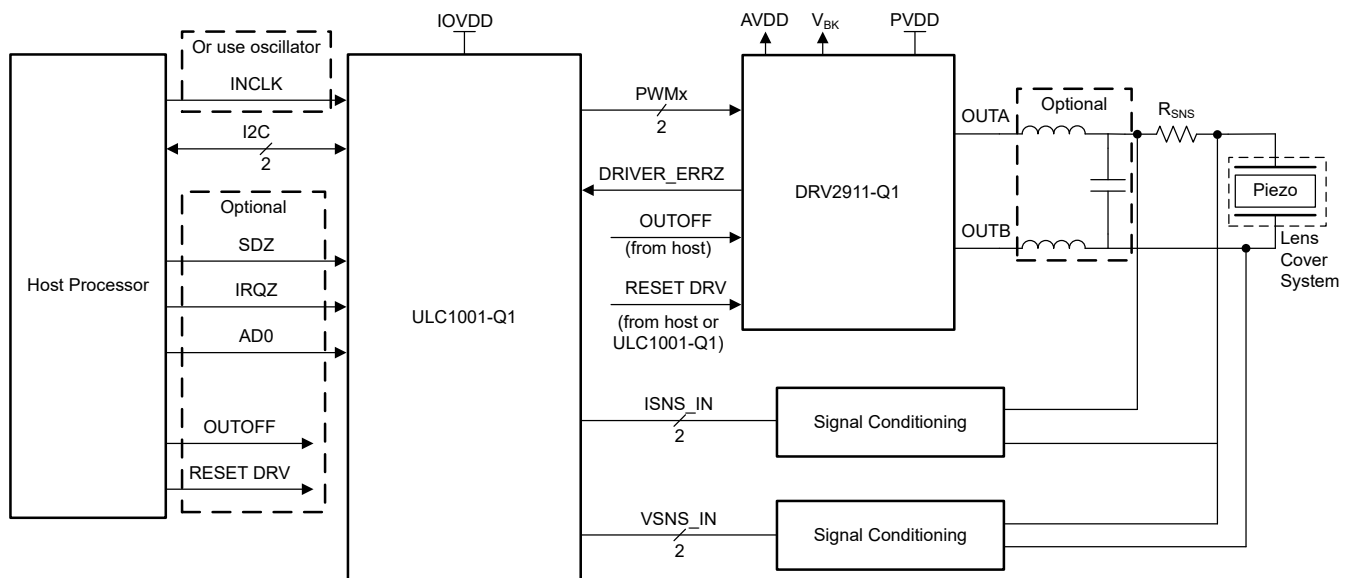 IOVDD
AVDD
VBK
PVDD
Or use oscillator
INCLK
I2C
2
Optional
SDZ
IRQZ
AD0
OUTOFF
RESET DRV
Host Processor
ULC1001-Q1
PWMx
2
DRIVER_ERRZ
OUTOFF
(from host)
RESET DRV
(from host or
ULC1001-Q1)
DRV2911-Q1
OUTA
OUTB
Optional
RSNS
Piezo
Lens
Cover
System
ISNS_IN
2
Signal Conditioning
VSNS_IN
2
Signal Conditioning